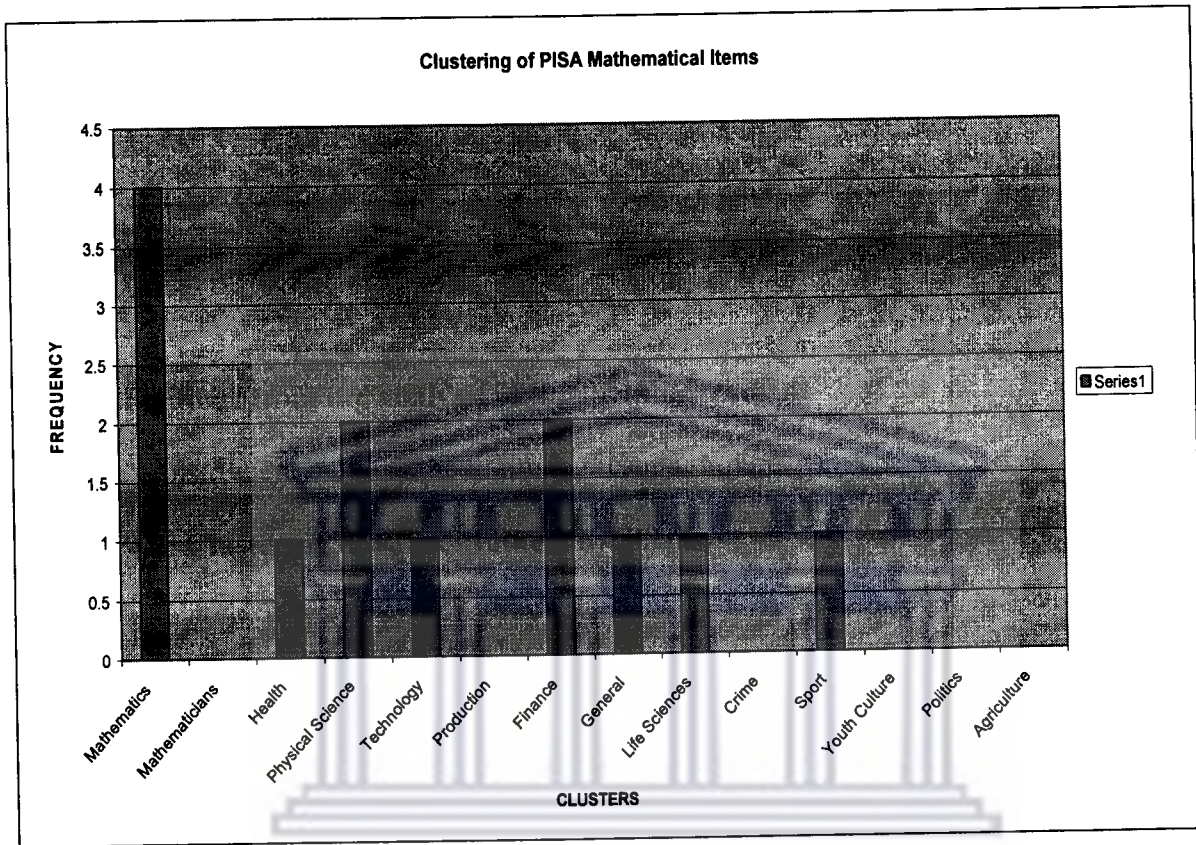 Clustering of PISA Mathematical Items
4.5
4
3.5
3
2.5
2
1.5
1
0.5
0
FREQUENCY
Mathematics
Mathematicians
Health
Physical Science
Technology
Production
Finance
General
Life Sciences
Crime
Sport
Youth Culture
Politics
Agriculture
CLUSTERS
Series1